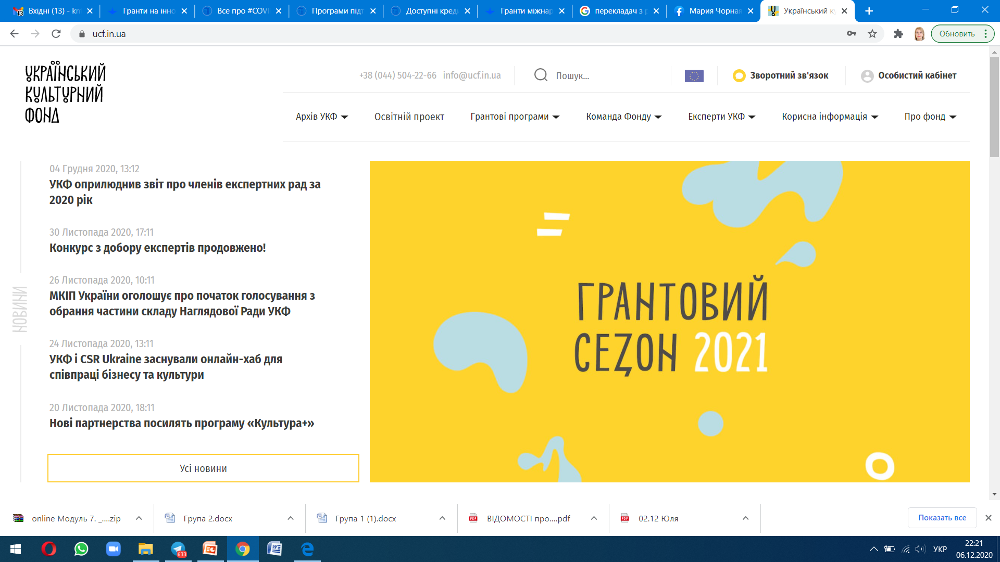 Вхідні (13) - kn
Гранти на інно
Все про #COVI
Програми підт
Доступні кред
Гранти міжнар
перекладач з р
Мария Чорная
Український ку
ucf.in.ua
Обновить
УКРАЇНСЬКИЙ
КУЛЬТУРНИЙ
ФОНД
+38 (044) 504-22-66 info@ucf.in.ua
Пошук...
Зворотний зв'язок
Особистий кабінет
Архів УКФ
Освітній проект
Грантові програми
Команда Фонду
Експерти УКФ
Корисна інформація
Про фонд
НОВИНИ
04 Грудня 2020, 13:12
УКФ оприлюднив звіт про членів експертних рад за
2020 рік
30 Листопада 2020, 17:11
Конкурс з добору експертів продовжено!
26 Листопада 2020, 10:11
МКІП України оголошує про початок голосування з
обрання частини складу Наглядової Ради УКФ
24 Листопада 2020, 13:11
УКФ і CSR Ukraine заснували онлайн-хаб для
співпраці бізнесу та культури
20 Листопада 2020, 18:11
Нові партнерства посилять програму «Культура+»
Усі новини
ГРАНТОВИЙ
СЕЗОН 2021
online Модуль 7. _....zip
Група 2.docx
Група 1 (1).docx
ВІДОМОСТІ про....pdf
02.12 Юля
Показать все
633
УКР
22:21
06.12.2020